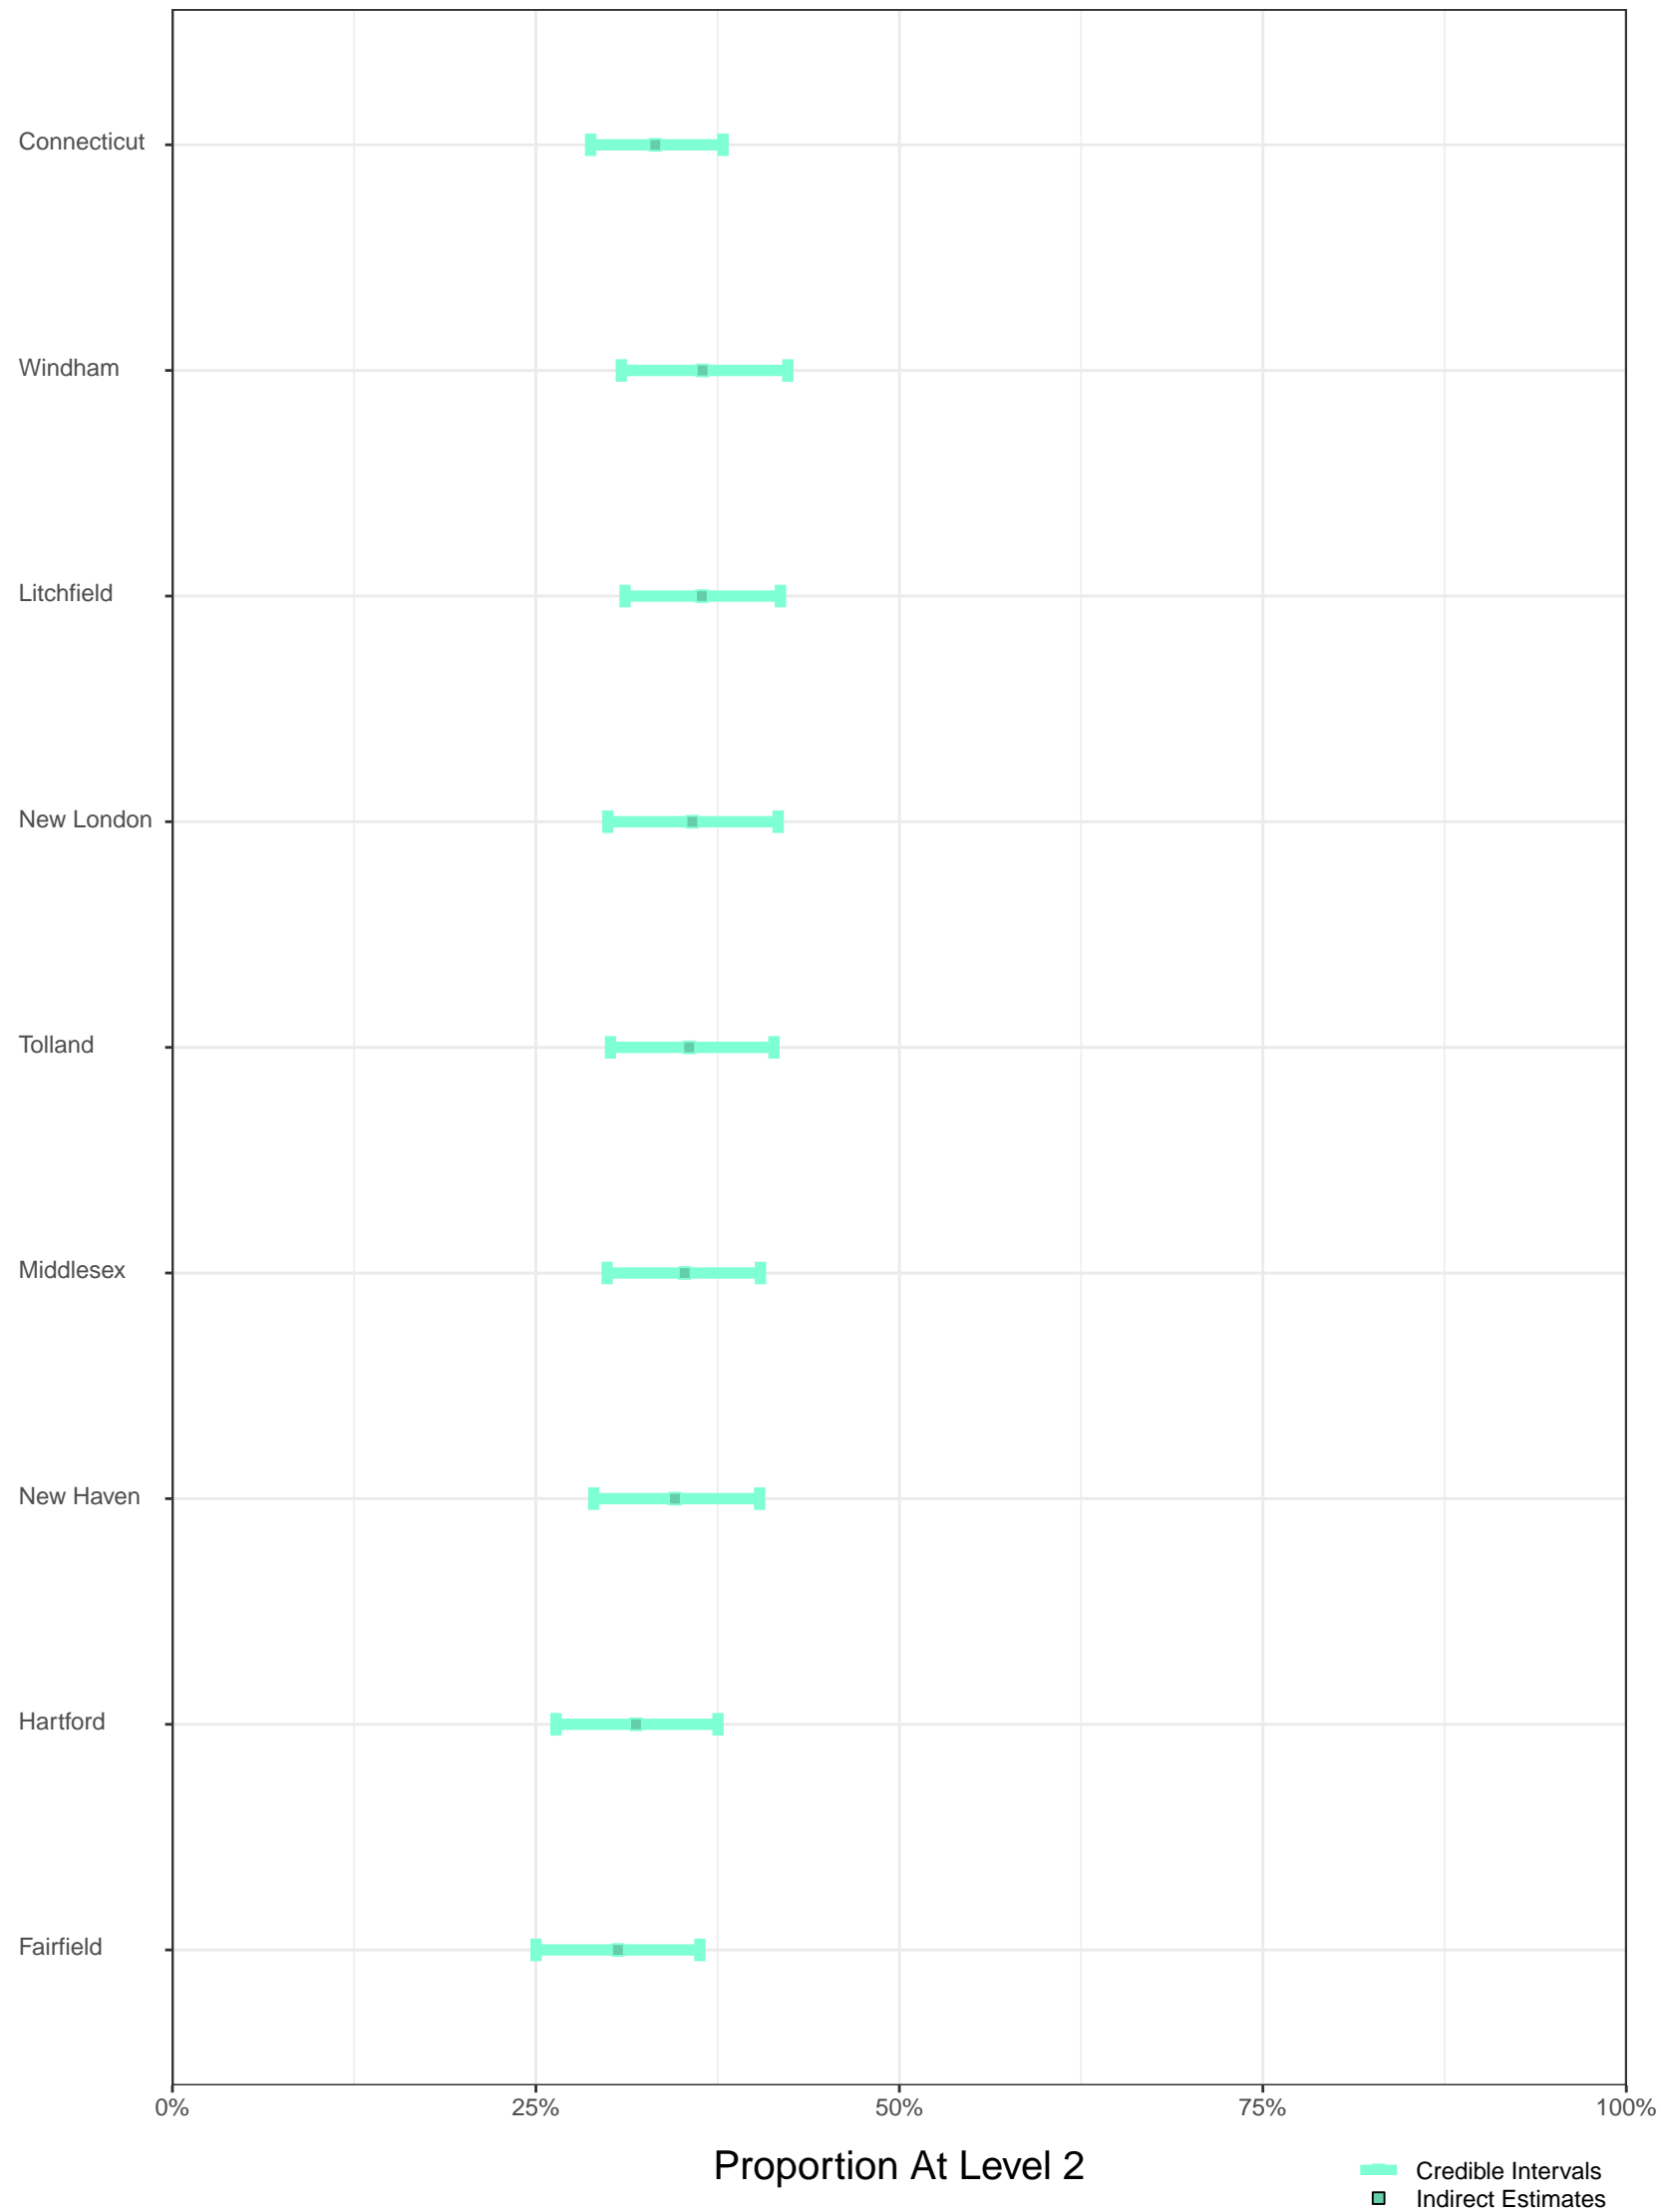 Connecticut
Windham
Litchfield
New London
Tolland
Middlesex
New Haven
Hartford
Fairfield
0% 25% 50% 75% 100%
Proportion At Level 2
Credible Intervals
Indirect Estimates